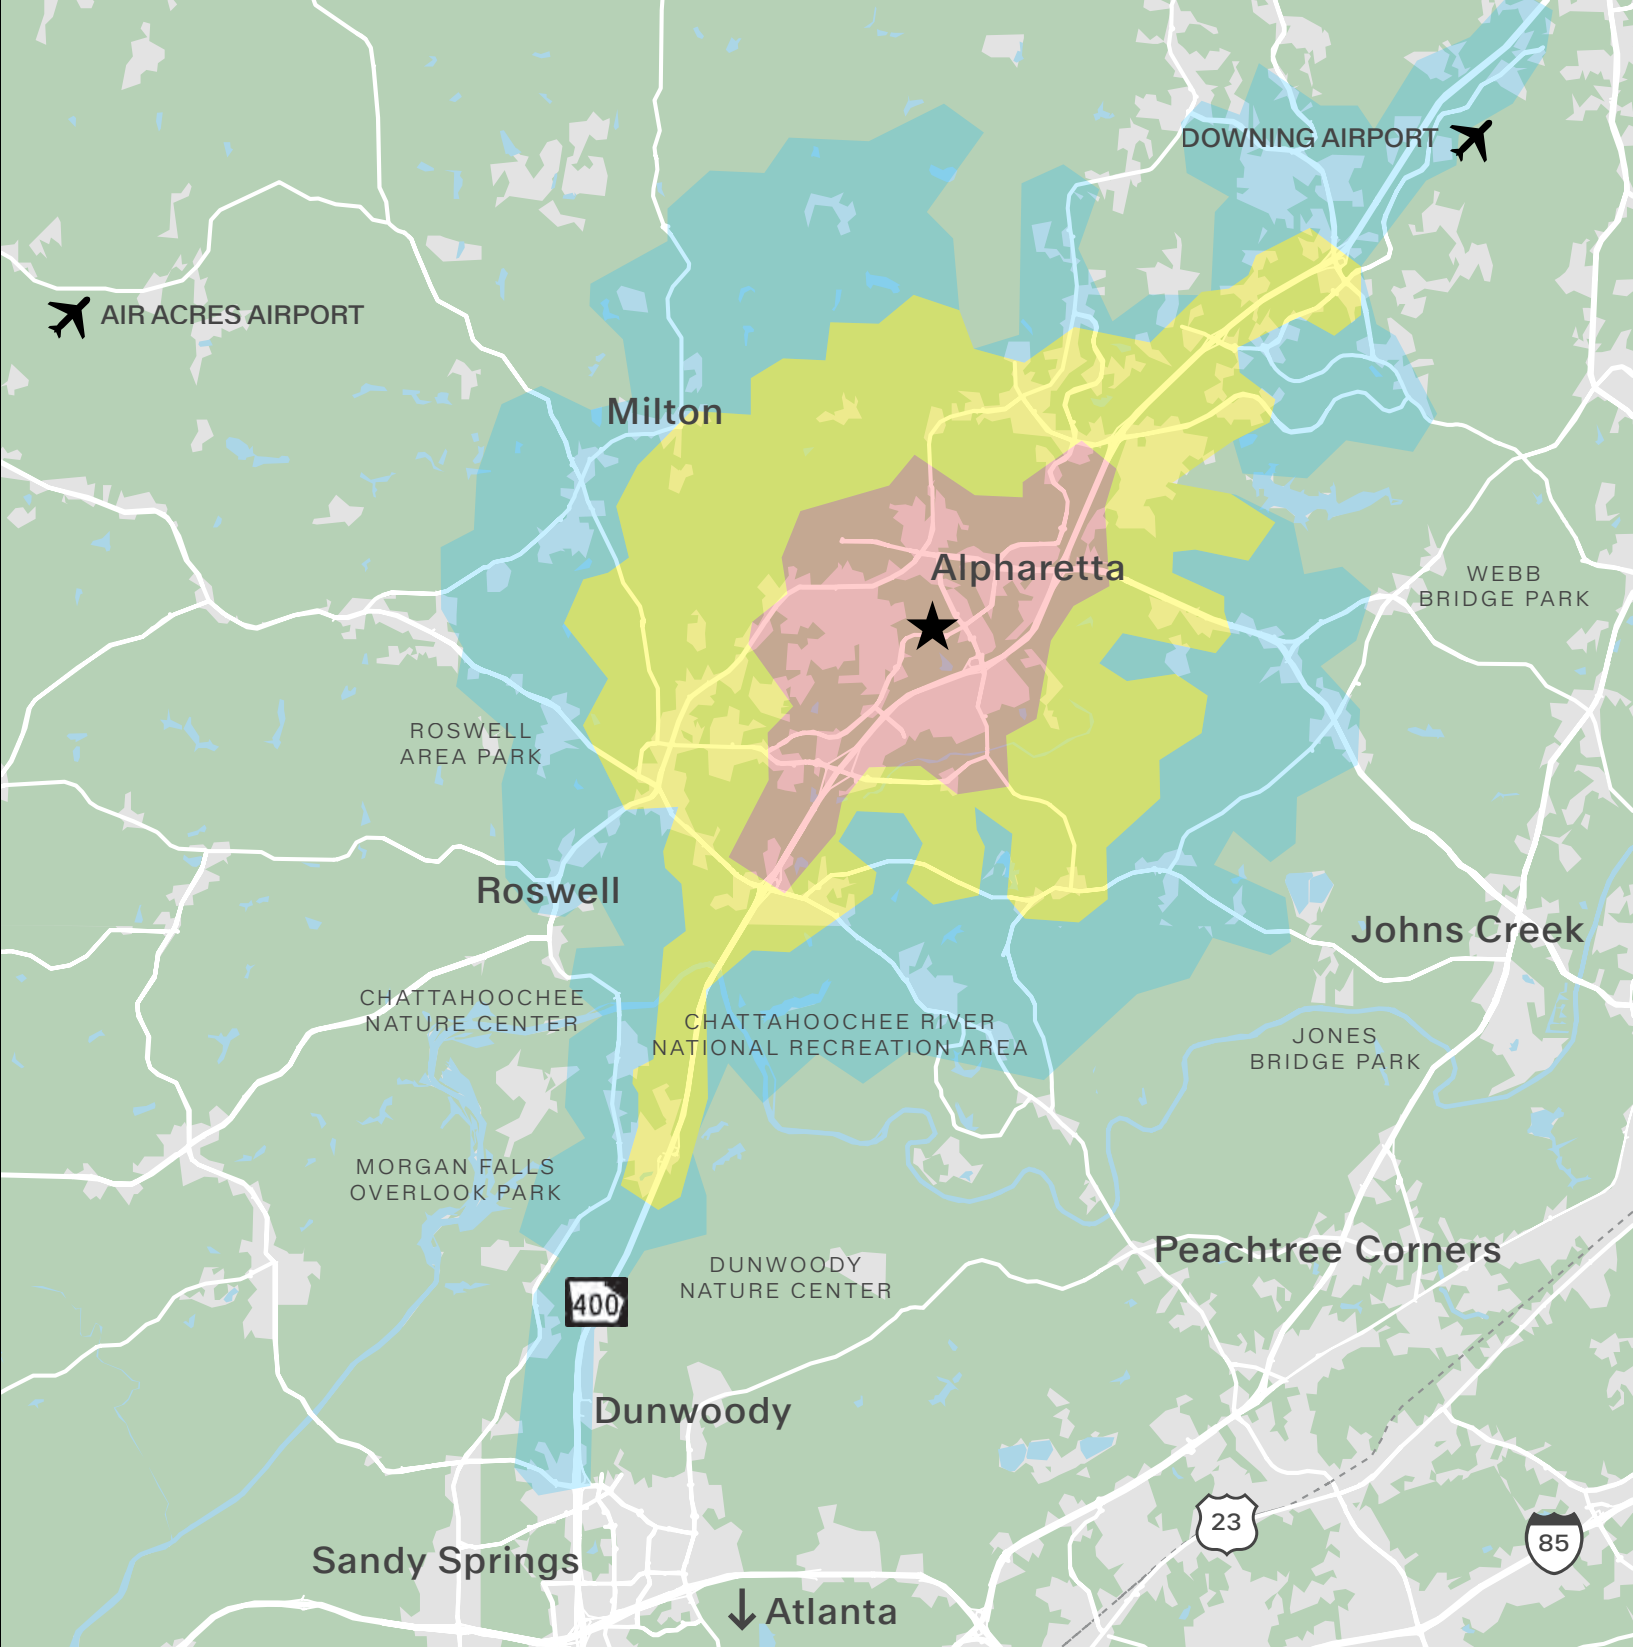 DOWNING AIRPORT
AIR ACRES AIRPORT
Milton
Alpharetta
WEBB
BRIDGE PARK
ROSWELL
AREA PARK
Roswell
Johns Creek
CHATTAHOOCHEE
NATURE CENTER
CHATTAHOOCHEE RIVER
NATIONAL RECREATION AREA
JONES
BRIDGE PARK
MORGAN FALLS
OVERLOOK PARK
Peachtree Corners
DUNWOODY
NATURE CENTER
400
Dunwoody
23
85
Sandy Springs
Atlanta